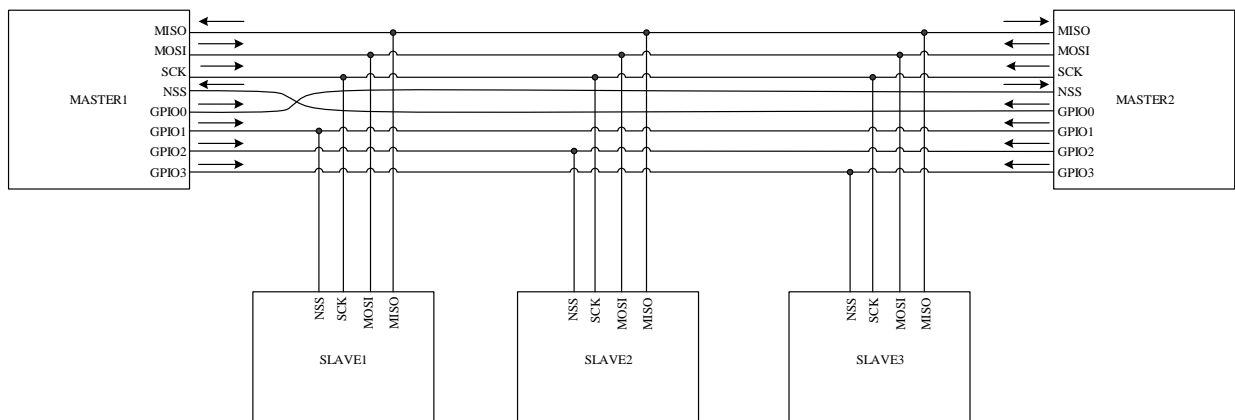 MISO
MOSI
SCK
NSS
GPIO0
GPIO1
GPIO2
GPIO3
MASTER1
MISO
MOSI
SCK
NSS
GPIO0
GPIO1
GPIO2
GPIO3
MASTER2
NSS
SCK
MOSI
MISO
SLAVE1
NSS
SCK
MOSI
MISO
SLAVE2
NSS
SCK
MOSI
MISO
SLAVE3